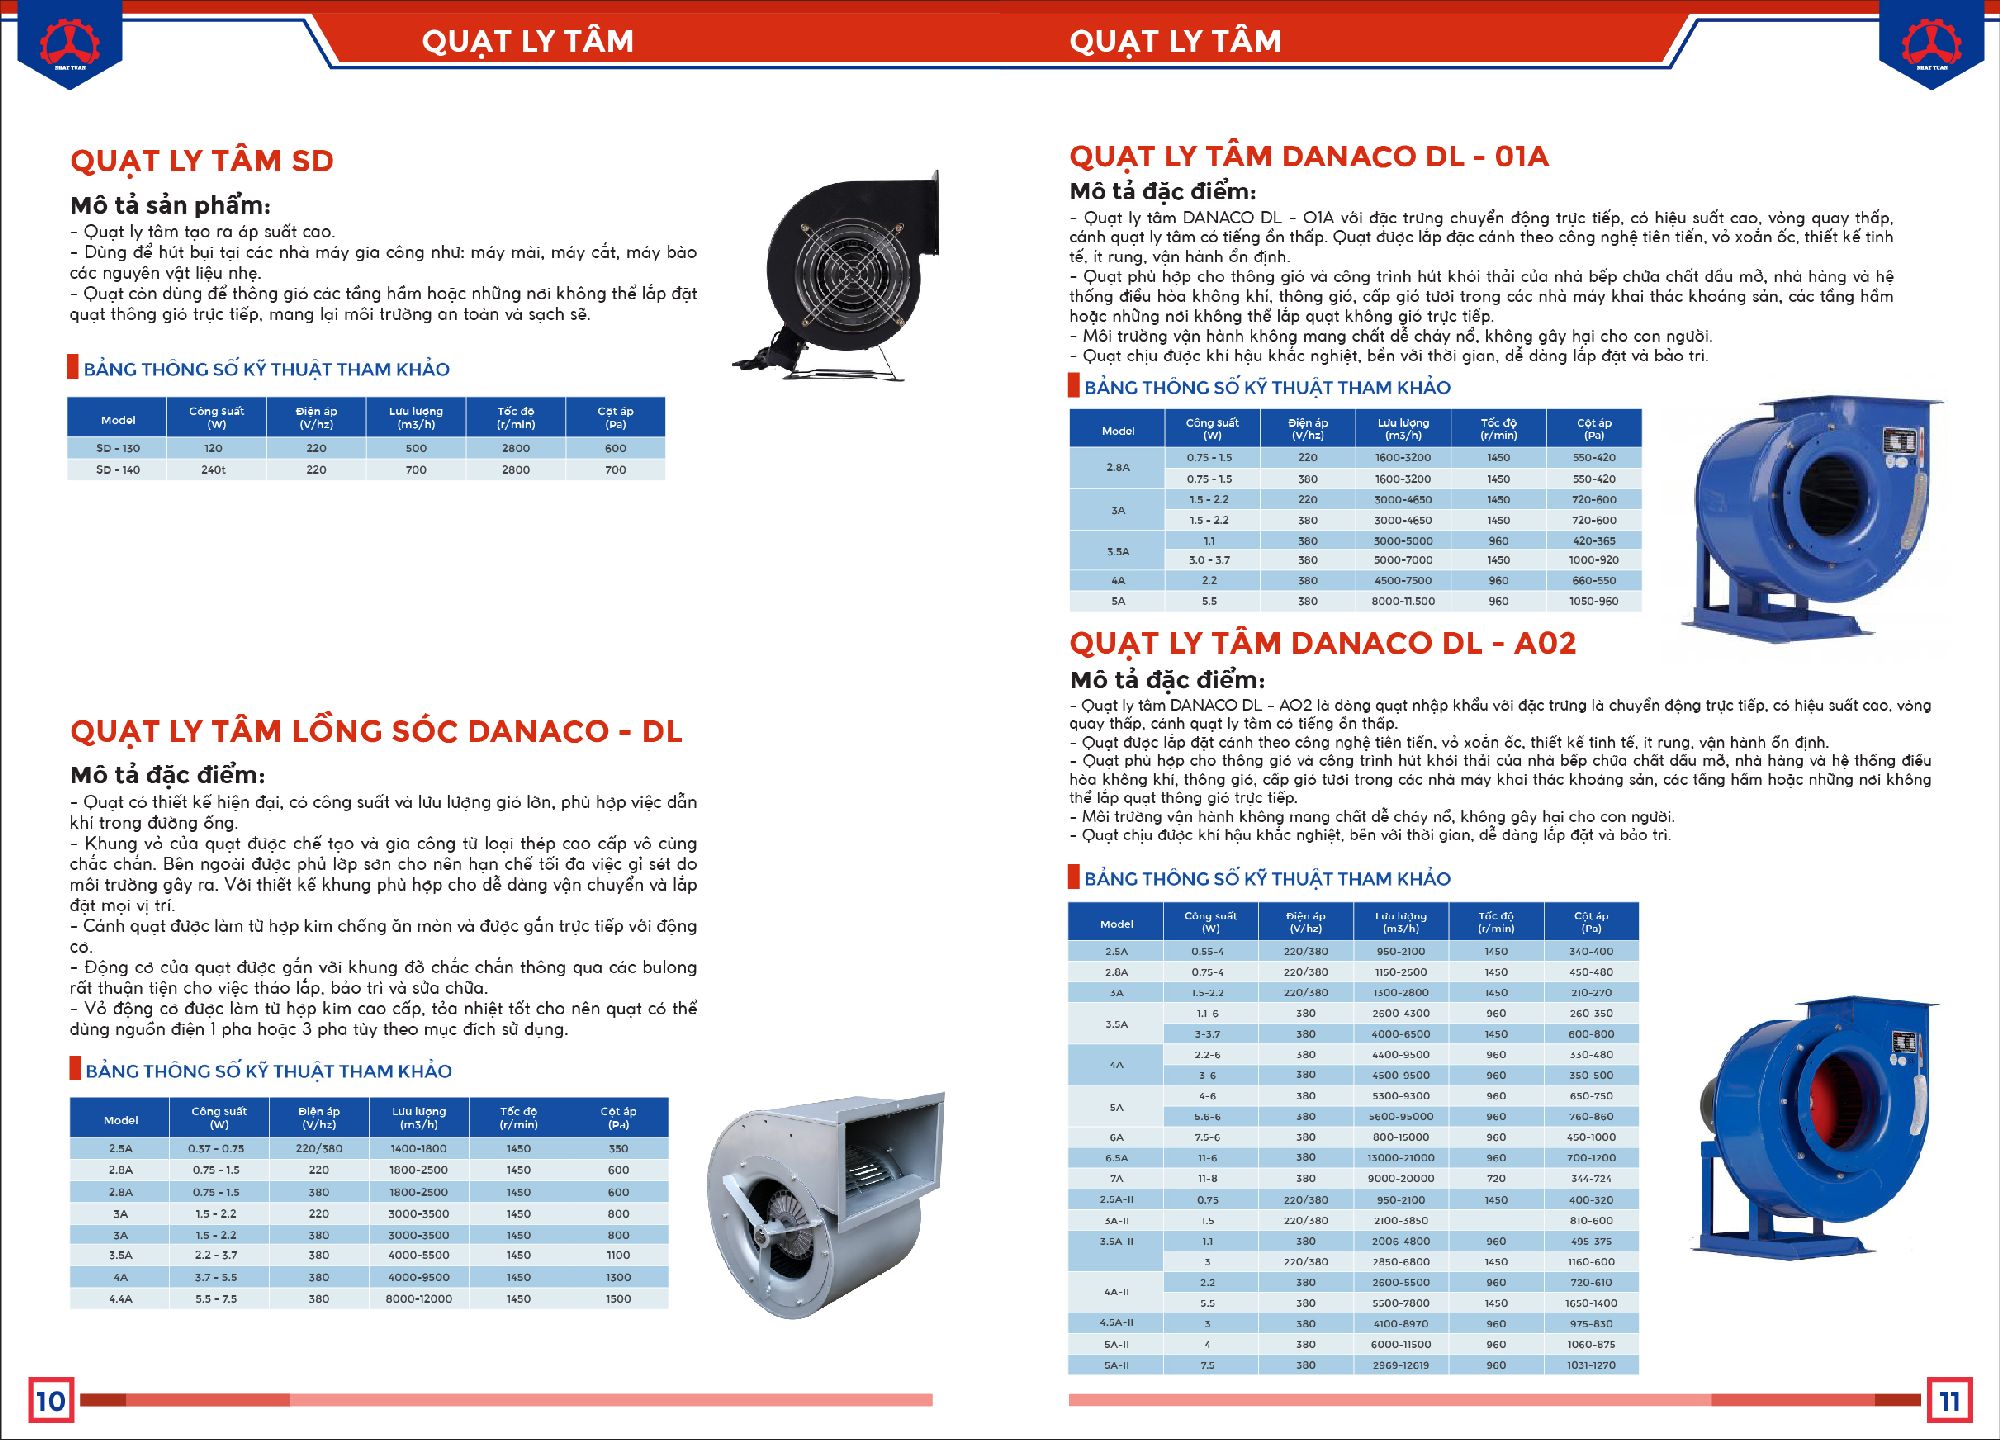 QUẠT LY TÂM
NHAT TUAN
QUẠT LY TÂM SD
Mô tả sản phẩm:
- Quạt ly tâm tạo ra áp suất cao.
- Dùng để hút bụi tại các nhà máy gia công như: máy mài, máy cắt, máy bào
các nguyên vật liệu nhẹ.
- Quạt còn dùng để thông gió các tầng hầm hoặc những nơi không thể lắp đặt
quạt thông gió trực tiếp, mang lại môi trường an toàn và sạch sẽ.
BẢNG THÔNG SỐ KỸ THUẬT THAM KHẢO
Model Công suất (W) Điện áp (V/hz) Lưu lượng (m3/h) Tốc độ (r/min) Cột áp (Pa)
SD - 130 120 220 500 2800 600
SD - 140 240t 220 700 2800 700
QUẠT LY TÂM LỒNG SÓC DANACO - DL
Mô tả đặc điểm:
- Quạt có thiết kế hiện đại, có công suất và lưu lượng gió lớn, phù hợp việc dẫn
khí trong đường ống.
- Khung vỏ của quạt được chế tạo và gia công từ loại thép cao cấp vô cùng
chắc chắn. Bên ngoài được phủ lớp sơn cho nên hạn chế tối đa việc gỉ sét do
môi trường gây ra. Với thiết kế khung phù hợp cho dễ dàng vận chuyển và lắp
đặt mọi vị trí.
- Cánh quạt được làm từ hợp kim chống ăn mòn và được gắn trực tiếp với động
cơ.
- Động cơ của quạt được gắn với khung đỡ chắc chắn thông qua các bulong
rất thuận tiện cho việc tháo lắp, bảo trì và sửa chữa.
- Vỏ động cơ được làm từ hợp kim cao cấp, tỏa nhiệt tốt cho nên quạt có thể
dùng nguồn điện 1 pha hoặc 3 pha tùy theo mục đích sử dụng.
BẢNG THÔNG SỐ KỸ THUẬT THAM KHẢO
Model Công suất (W) Điện áp (V/hz) Lưu lượng (m3/h) Tốc độ (r/min) Cột áp (Pa)
2.5A 0.37 - 0.75 220/380 1400-1800 1450 350
2.8A 0.75 - 1.5 220 1800-2500 1450 600
2.8A 0.75 - 1.5 380 1800-2500 1450 600
3A 1.5 - 2.2 220 3000-3500 1450 800
3A 1.5 - 2.2 380 3000-3500 1450 800
3.5A 2.2 - 3.7 380 4000-5500 1450 1100
4A 3.7 - 5.5 380 4000-9500 1450 1300
4.4A 5.5 - 7.5 380 8000-12000 1450 1500
10
QUẠT LY TÂM
NHAT TUAN
QUẠT LY TÂM DANACO DL - 01A
Mô tả đặc điểm:
- Quạt ly tâm DANACO DL - 01A với đặc trưng chuyển động trực tiếp, có hiệu suất cao, vòng quay thấp,
cánh quạt ly tâm có tiếng ồn thấp. Quạt được lắp đặc cánh theo công nghệ tiên tiến, vỏ xoắn ốc, thiết kế tinh
tế, ít rung, vận hành ổn định.
- Quạt phù hợp cho thông gió và công trình hút khói thải của nhà bếp chứa chất dầu mỡ, nhà hàng và hệ
thống điều hòa không khí, thông gió, cấp gió tươi trong các nhà máy khai thác khoáng sản, các tầng hầm
hoặc những nơi không thể lắp quạt không gió trực tiếp.
- Môi trường vận hành không mang chất dễ cháy nổ, không gây hại cho con người.
- Quạt chịu được khí hậu khắc nghiệt, bền với thời gian, dễ dàng lắp đặt và bảo trì.
BẢNG THÔNG SỐ KỸ THUẬT THAM KHẢO
Model Công suất (W) Điện áp (V/hz) Lưu lượng (m3/h) Tốc độ (r/min) Cột áp (Pa)
2.8A 0.75 - 1.5 220 1600-3200 1450 550-420
0.75 - 1.5 380 1600-3200 1450 550-420
3A 1.5 - 2.2 220 3000-4650 1450 720-600
1.5 - 2.2 380 3000-4650 1450 720-600
3.5A 1.1 380 3000-5000 960 420-365
3.0 - 3.7 380 5000-7000 1450 1000-920
4A 2.2 380 4500-7500 960 660-550
5A 5.5 380 8000-11.500 960 1050-960
QUẠT LY TÂM DANACO DL - A02
Mô tả đặc điểm:
- Quạt ly tâm DANACO DL - A02 là dòng quạt nhập khẩu với đặc trưng là chuyển động trực tiếp, có hiệu suất cao, vòng
quay thấp, cánh quạt ly tâm có tiếng ồn thấp.
- Quạt được lắp đặt cánh theo công nghệ tiên tiến, vỏ xoắn ốc, thiết kế tinh tế, ít rung, vận hành ổn định.
- Quạt phù hợp cho thông gió và công trình hút khói thải của nhà bếp chứa chất dầu mỡ, nhà hàng và hệ thống điều
hòa không khí, thông gió, cấp gió tươi trong các nhà máy khai thác khoáng sản, các tầng hầm hoặc những nơi không
thể lắp quạt thông gió trực tiếp.
- Môi trường vận hành không mang chất dễ cháy nổ, không gây hại cho con người.
- Quạt chịu được khí hậu khắc nghiệt, bền với thời gian, dễ dàng lắp đặt và bảo trì.
BẢNG THÔNG SỐ KỸ THUẬT THAM KHẢO
Model Công suất (W) Điện áp (V/hz) Lưu lượng (m3/h) Tốc độ (r/min) Cột áp (Pa)
2.5A 0.55-4 220/380 950-2100 1450 340-400
2.8A 0.75-4 220/380 1150-2500 1450 450-480
3A 1.5-2.2 220/380 1300-2800 1450 210-270
3.5A 1.1-6 380 2600-4300 960 260-350
3-3.7 380 4000-6500 1450 600-800
4A 2.2-6 380 4400-9500 960 330-480
3-6 380 4500-9500 960 350-500
5A 4-6 380 5300-9300 960 650-750
5.6-6 380 5600-95000 960 760-860
6A 7.5-6 380 800-15000 960 450-1000
6.5A 11-6 380 13000-21000 960 700-1200
7A 11-8 380 9000-20000 720 344-724
2.5A-II 0.75 220/380 950-2100 1450 400-320
3A-II 1.5 220/380 2100-3850 810-600
3.5A-II 1.1 380 2006-4800 960 495-375
3 220/380 2850-6800 1450 1160-600
4A-II 2.2 380 2600-5500 960 720-610
5.5 380 5500-7800 1450 1650-1400
4.5A-II 3 380 4100-8970 960 975-830
5A-II 4 380 6000-11500 960 1060-875
5A-II 7.5 380 2969-12619 960 1031-1270
11